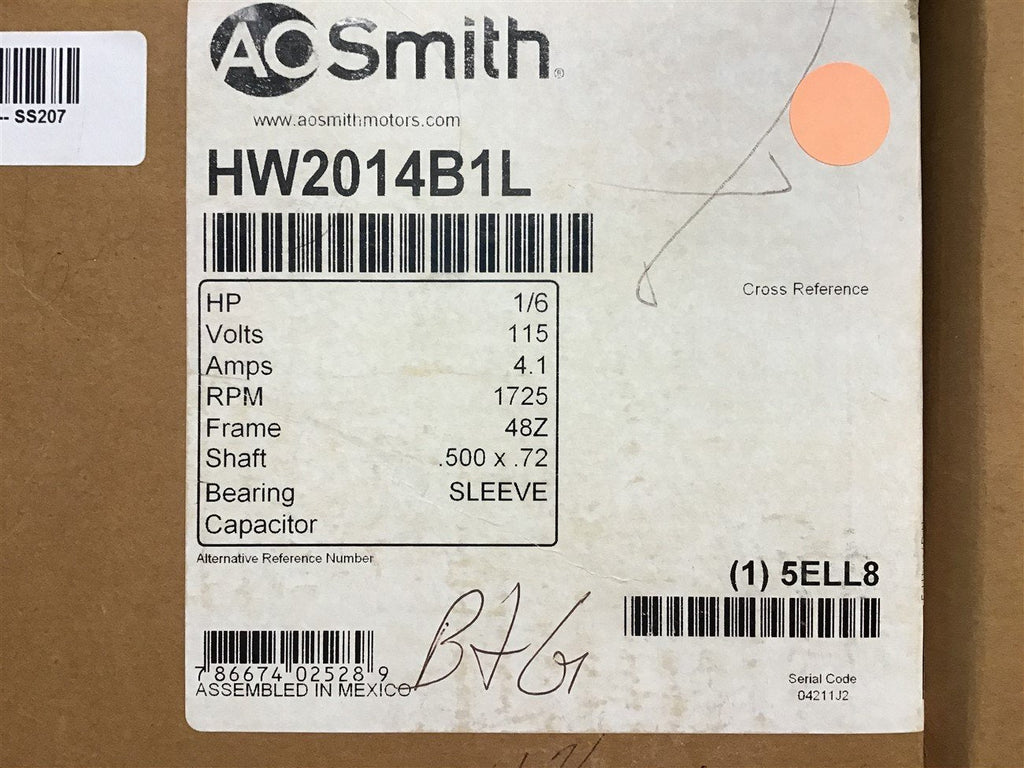 AOSmith®
www.aosmithmotors.com
-- SS207
HW2014B1L
Cross Reference
HP 1/6
Volts 115
Amps 4.1
RPM 1725
Frame 48Z
Shaft .500 x .72
Bearing SLEEVE
Capacitor
Alternative Reference Number
(1) 5ELL8
7 86674 02528 9
ASSEMBLED IN MEXICO
Serial Code
04211J2